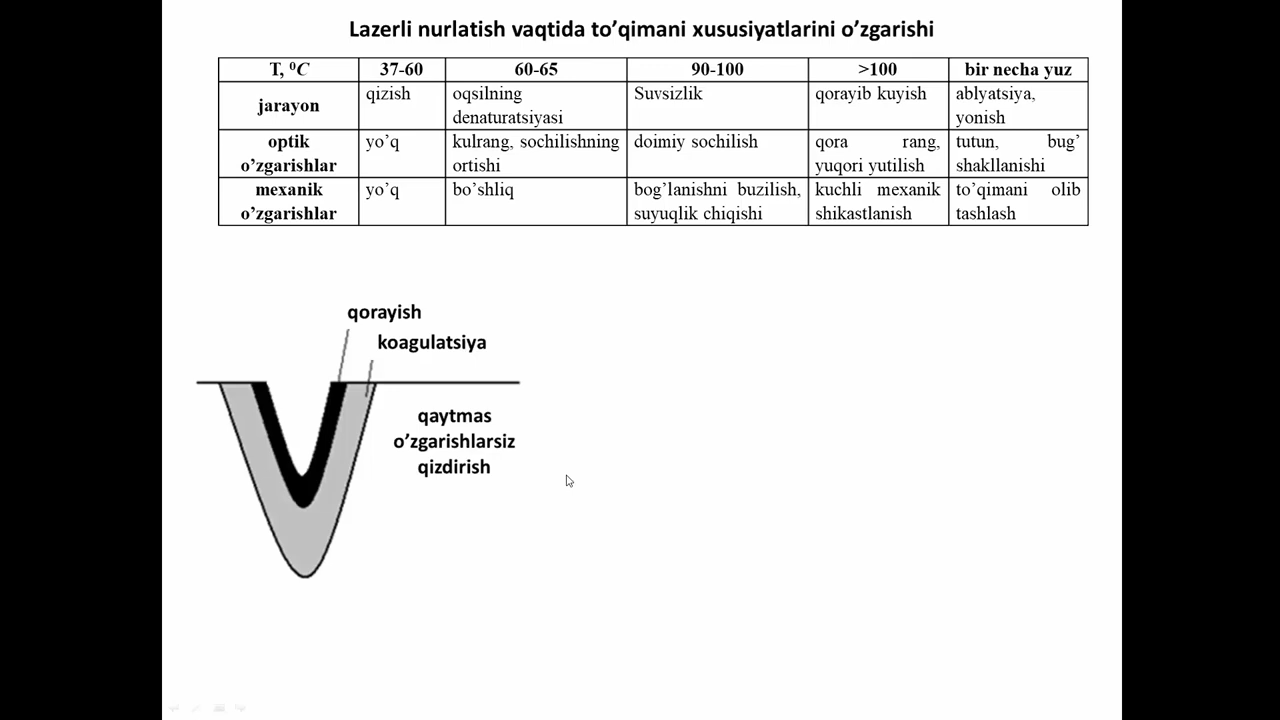 Lazerli nurlatish vaqtida to’qimani xususiyatlarini o’zgarishi
T, ⁰C 37-60 60-65 90-100 >100 bir necha yuz
jarayon qizish oqsilning denaturatsiyasi Suvsizlik qorayib kuyish ablyatsiya, yonish
optik o’zgarishlar yo’q kulrang, sochilishning ortishi doimiy sochilish qora rang, yuqori yutilish tutun, bug’ shakllanishi
mexanik o’zgarishlar yo’q bo’shliq bog’lanishni buzilish, suyuqlik chiqishi kuchli mexanik shikastlanish to’qimani olib tashlash
qorayish
koagulatsiya
qaytmas
o’zgarishlarsiz
qizdirish